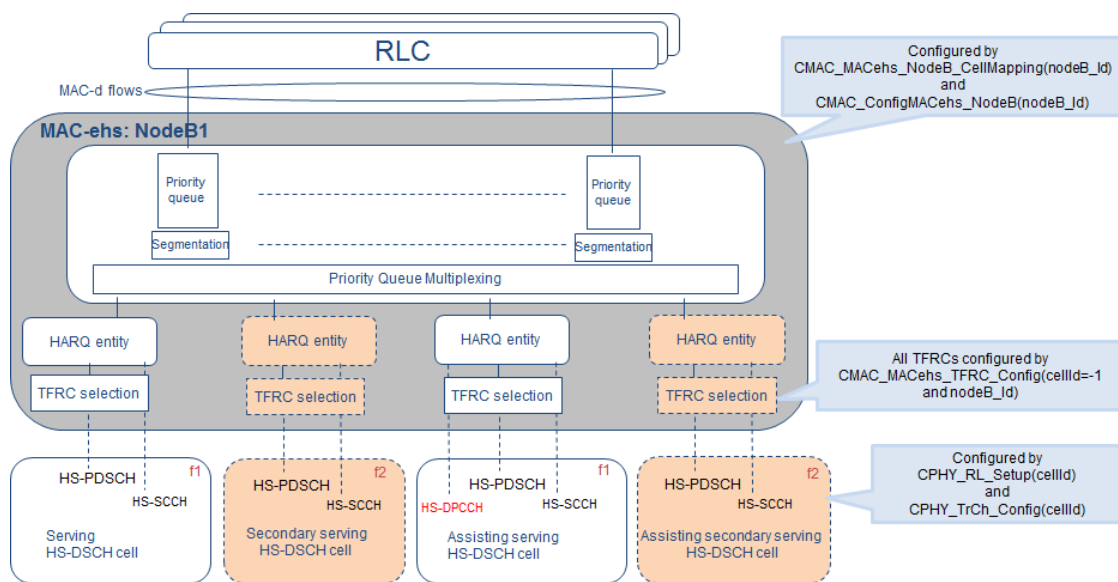 RLC
MAC-d flows
Configured by
CMAC_MACehs_NodeB_CellMapping(nodeB_Id)
and
CMAC_ConfigMACehs_NodeB(nodeB_Id)
MAC-ehs: NodeB1
Priority
queue
Priority
queue
Segmentation
Segmentation
Priority Queue Multiplexing
HARQ entity
HARQ entity
HARQ entity
HARQ entity
TFRC selection
TFRC selection
TFRC selection
TFRC selection
All TFRCs configured by
CMAC_MACehs_TFRC_Config(cellId=-1
and nodeB_Id)
f1
HS-PDSCH
HS-SCCH
Serving
HS-DSCH cell
f2
HS-PDSCH
HS-SCCH
Secondary serving
HS-DSCH cell
f1
HS-PDSCH
HS-DPCCH
HS-SCCH
Assisting serving
HS-DSCH cell
f2
HS-PDSCH
HS-SCCH
Assisting secondary serving
HS-DSCH cell
Configured by
CPHY_RL_Setup(cellId)
and
CPHY_TrCh_Config(cellId)